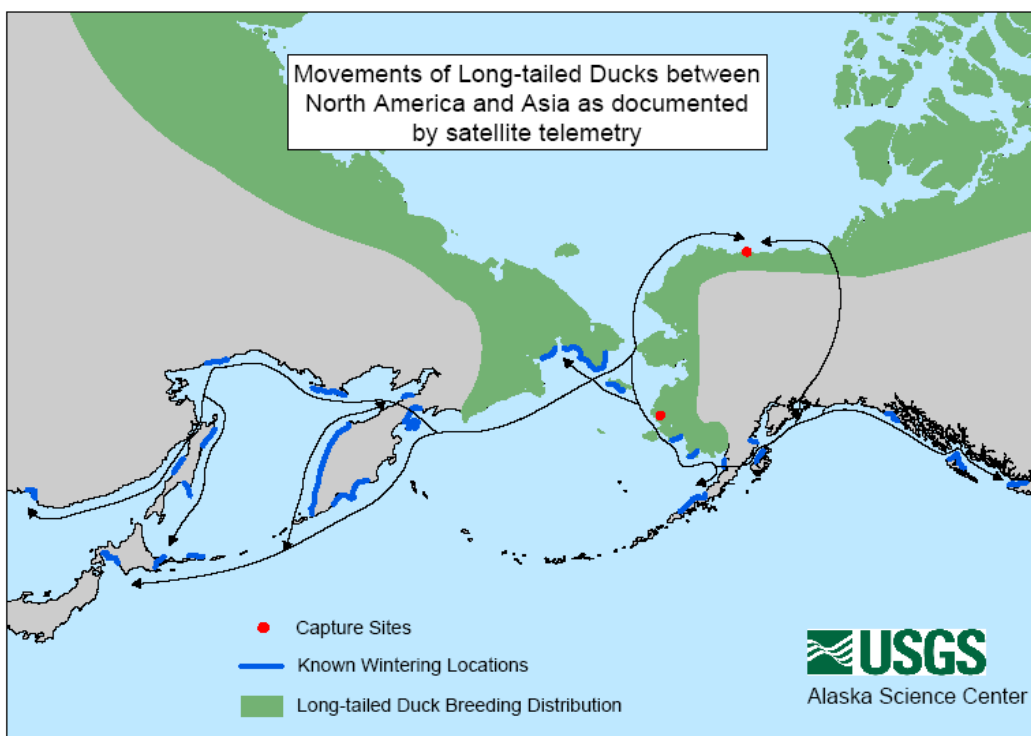 Movements of Long-tailed Ducks between
North America and Asia as documented
by satellite telemetry
Capture Sites
Known Wintering Locations
Long-tailed Duck Breeding Distribution
USGS
Alaska Science Center